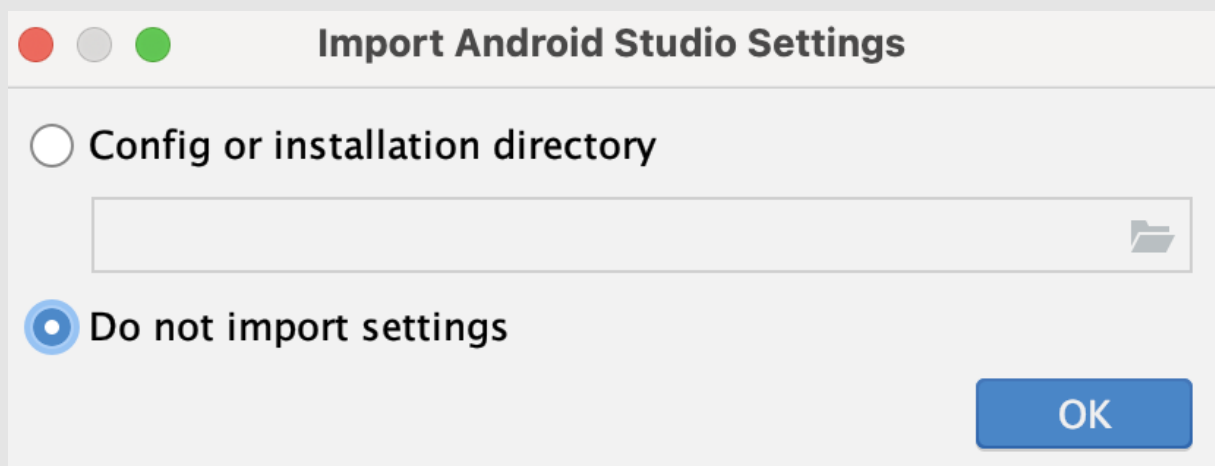 Import Android Studio Settings
Config or installation directory
Do not import settings
OK